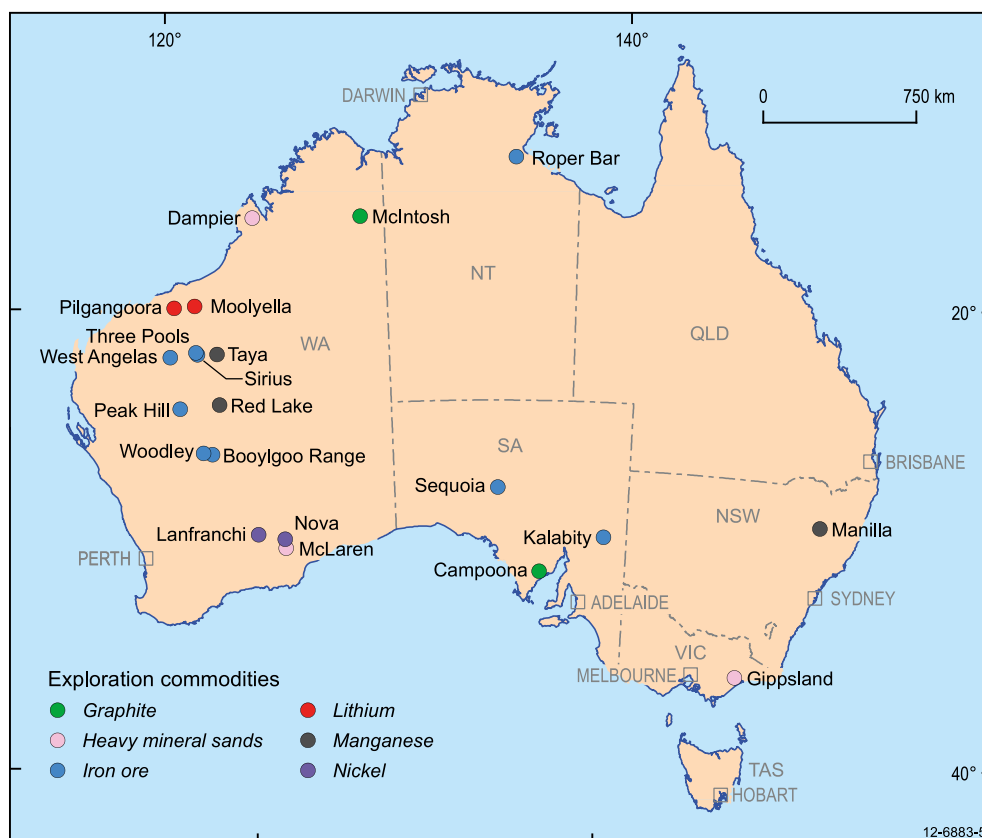 120°
140°
DARWIN
0
750 km
Roper Bar
Dampier
McIntosh
NT
Pilgangoora
Moolyella
20°
Three Pools
WA
QLD
West Angelas
Taya
Sirius
Peak Hill
Red Lake
SA
Woodley
Booylgoo Range
BRISBANE
Sequoia
NSW
Lanfranchi
Nova
Kalabity
Manilla
PERTH
McLaren
Campoona
ADELAIDE
SYDNEY
VIC
MELBOURNE
Gippsland
Exploration commodities
Graphite
Lithium
Heavy mineral sands
Manganese
Iron ore
Nickel
TAS
40°
HOBART
12-6883-5